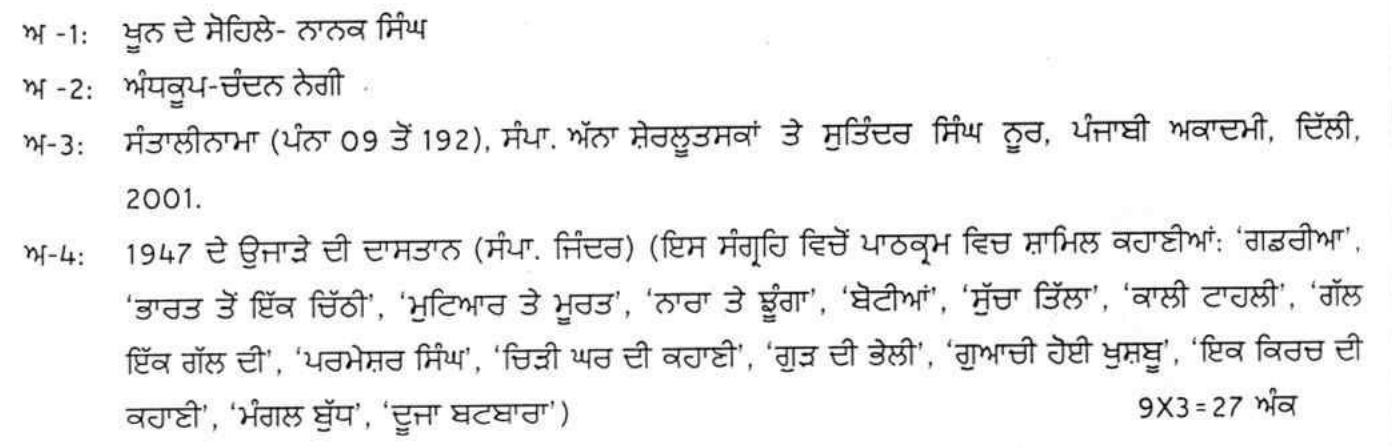 ਅ -1: ਖ਼ੂਨ ਦੇ ਸੋਹਿਲੇ- ਨਾਨਕ ਸਿੰਘ
ਅ -2: ਅੰਧਕੂਪ-ਚੰਦਨ ਨੇਗੀ
ਅ-3: ਸੰਤਾਲੀਨਾਮਾ (ਪੰਨਾ 09 ਤੋਂ 192), ਸੰਪਾ. ਅੱਨਾ ਸ਼ੇਰਲੂਤਸਕਾਂ ਤੇ ਸੁਤਿੰਦਰ ਸਿੰਘ ਨੂਰ, ਪੰਜਾਬੀ ਅਕਾਦਮੀ, ਦਿੱਲੀ,
2001.
ਅ-4: 1947 ਦੇ ਉਜਾੜੇ ਦੀ ਦਾਸਤਾਨ (ਸੰਪਾ. ਜਿੰਦਰ) (ਇਸ ਸੰਗ੍ਰਹਿ ਵਿਚੋਂ ਪਾਠਕ੍ਰਮ ਵਿਚ ਸ਼ਾਮਿਲ ਕਹਾਣੀਆਂ: ‘ਗਡਰੀਆ’,
‘ਭਾਰਤ ਤੋਂ ਇੱਕ ਚਿੱਠੀ’, ‘ਮੁਟਿਆਰ ਤੇ ਮੂਰਤ’, ‘ਨਾਰਾ ਤੇ ਝੂੰਗਾ’, ‘ਬੋਟੀਆਂ’, ‘ਸੁੱਚਾ ਤਿੱਲਾ’, ‘ਕਾਲੀ ਟਾਹਲੀ’, ‘ਗੱਲ
ਇੱਕ ਗੱਲ ਦੀ’, ‘ਪਰਮੇਸ਼ਰ ਸਿੰਘ’, ‘ਚਿੜੀ ਘਰ ਦੀ ਕਹਾਣੀ’, ‘ਗੁੜ ਦੀ ਭੇਲੀ’, ‘ਗੁਆਚੀ ਹੋਈ ਖੁਸ਼ਬੂ’, ‘ਇਕ ਕਿਰਚ ਦੀ
ਕਹਾਣੀ’, ‘ਮੰਗਲ ਬੁੱਧ’, ‘ਦੂਜਾ ਬਟਬਾਰਾ’) 9X3=27 ਅੰਕ